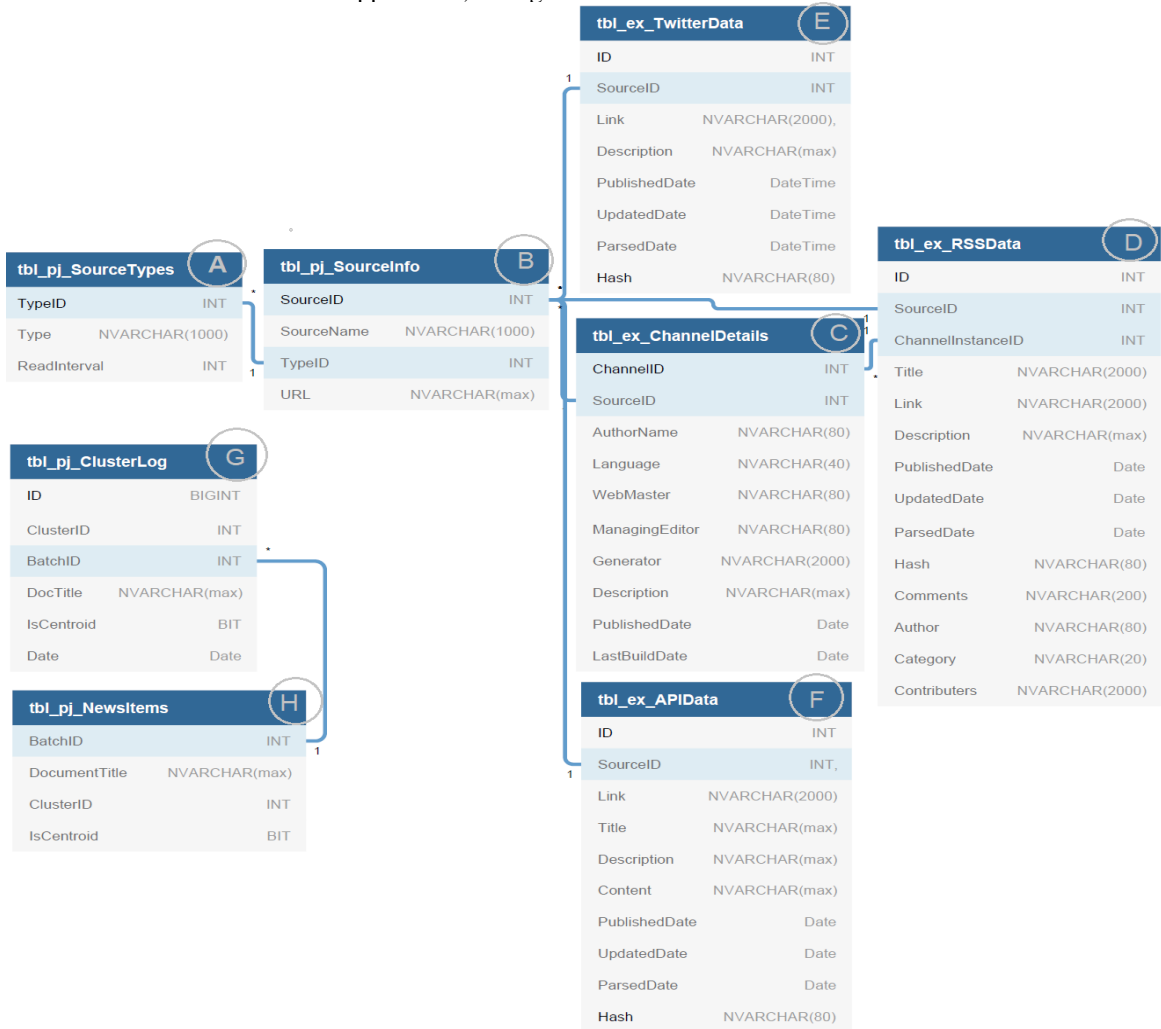 tbl_ex_TwitterData E
ID INT
SourceID INT
Link NVARCHAR(2000),
Description NVARCHAR(max)
PublishedDate DateTime
UpdatedDate DateTime
ParsedDate DateTime
Hash NVARCHAR(80)
1
tbl_pj_SourceTypes A
TypeID INT
Type NVARCHAR(1000)
ReadInterval INT
*
1
tbl_pj_SourceInfo B
SourceID INT
SourceName NVARCHAR(1000)
TypeID INT
URL NVARCHAR(max)
*
*
tbl_ex_ChannelDetails C
ChannelID INT
SourceID INT
AuthorName NVARCHAR(80)
Language NVARCHAR(40)
WebMaster NVARCHAR(80)
ManagingEditor NVARCHAR(80)
Generator NVARCHAR(2000)
Description NVARCHAR(max)
PublishedDate Date
LastBuildDate Date
1
1
*
tbl_ex_RSSData D
ID INT
SourceID INT
ChannelInstanceID INT
Title NVARCHAR(2000)
Link NVARCHAR(2000)
Description NVARCHAR(max)
PublishedDate Date
UpdatedDate Date
ParsedDate Date
Hash NVARCHAR(80)
Comments NVARCHAR(200)
Author NVARCHAR(80)
Category NVARCHAR(20)
Contributers NVARCHAR(2000)
tbl_pj_ClusterLog G
ID BIGINT
ClusterID INT
BatchID INT
DocTitle NVARCHAR(max)
IsCentroid BIT
Date Date
*
tbl_pj_NewsItems H
BatchID INT
DocumentTitle NVARCHAR(max)
ClusterID INT
IsCentroid BIT
1
tbl_ex_APIData F
ID INT
SourceID INT,
Link NVARCHAR(2000)
Title NVARCHAR(max)
Description NVARCHAR(max)
Content NVARCHAR(max)
PublishedDate Date
UpdatedDate Date
ParsedDate Date
Hash NVARCHAR(80)
1